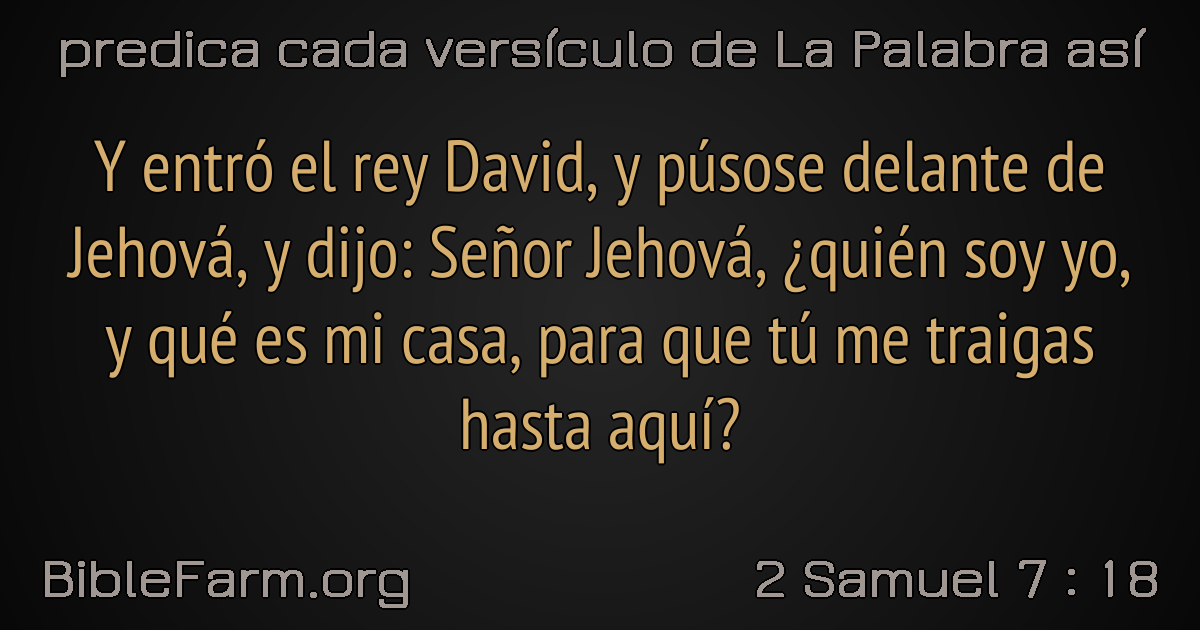 predica cada versículo de La Palabra así
Y entró el rey David, y púsose delante de
Jehová, y dijo: Señor Jehová, ¿quién soy yo,
y qué es mi casa, para que tú me traigas
hasta aquí?
BibleFarm.org
2 Samuel 7 : 18